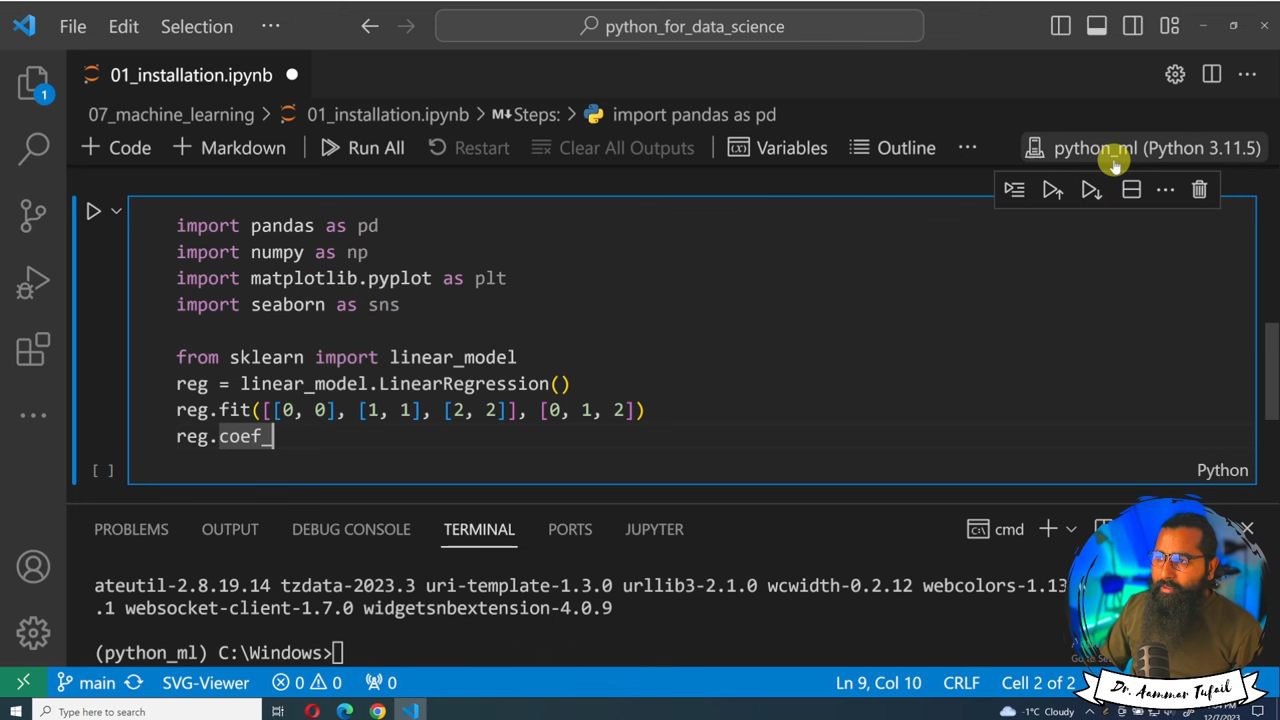 File Edit Selection ··· python_for_data_science
01_installation.ipynb
1
07_machine_learning > 01_installation.ipynb > M↓Steps: > import pandas as pd
+ Code + Markdown Run All Restart Clear All Outputs Variables Outline ··· python_ml (Python 3.11.5)
import pandas as pd
import numpy as np
import matplotlib.pyplot as plt
import seaborn as sns
from sklearn import linear_model
reg = linear_model.LinearRegression()
reg.fit([[0, 0], [1, 1], [2, 2]], [0, 1, 2])
reg.coef_
[ ] Python
PROBLEMS OUTPUT DEBUG CONSOLE TERMINAL PORTS JUPYTER cmd
ateutil-2.8.19.14 tzdata-2023.3 uri-template-1.3.0 urllib3-2.1.0 wcwidth-0.2.12 webcolors-1.13
.1 websocket-client-1.7.0 widgetsnbextension-4.0.9
(python_ml) C:\Windows>
main SVG-Viewer 0 0 0 Ln 9, Col 10 CRLF Cell 2 of 2
Dr. Aammar Tufail
Type here to search -1°C Cloudy
12/7/2023